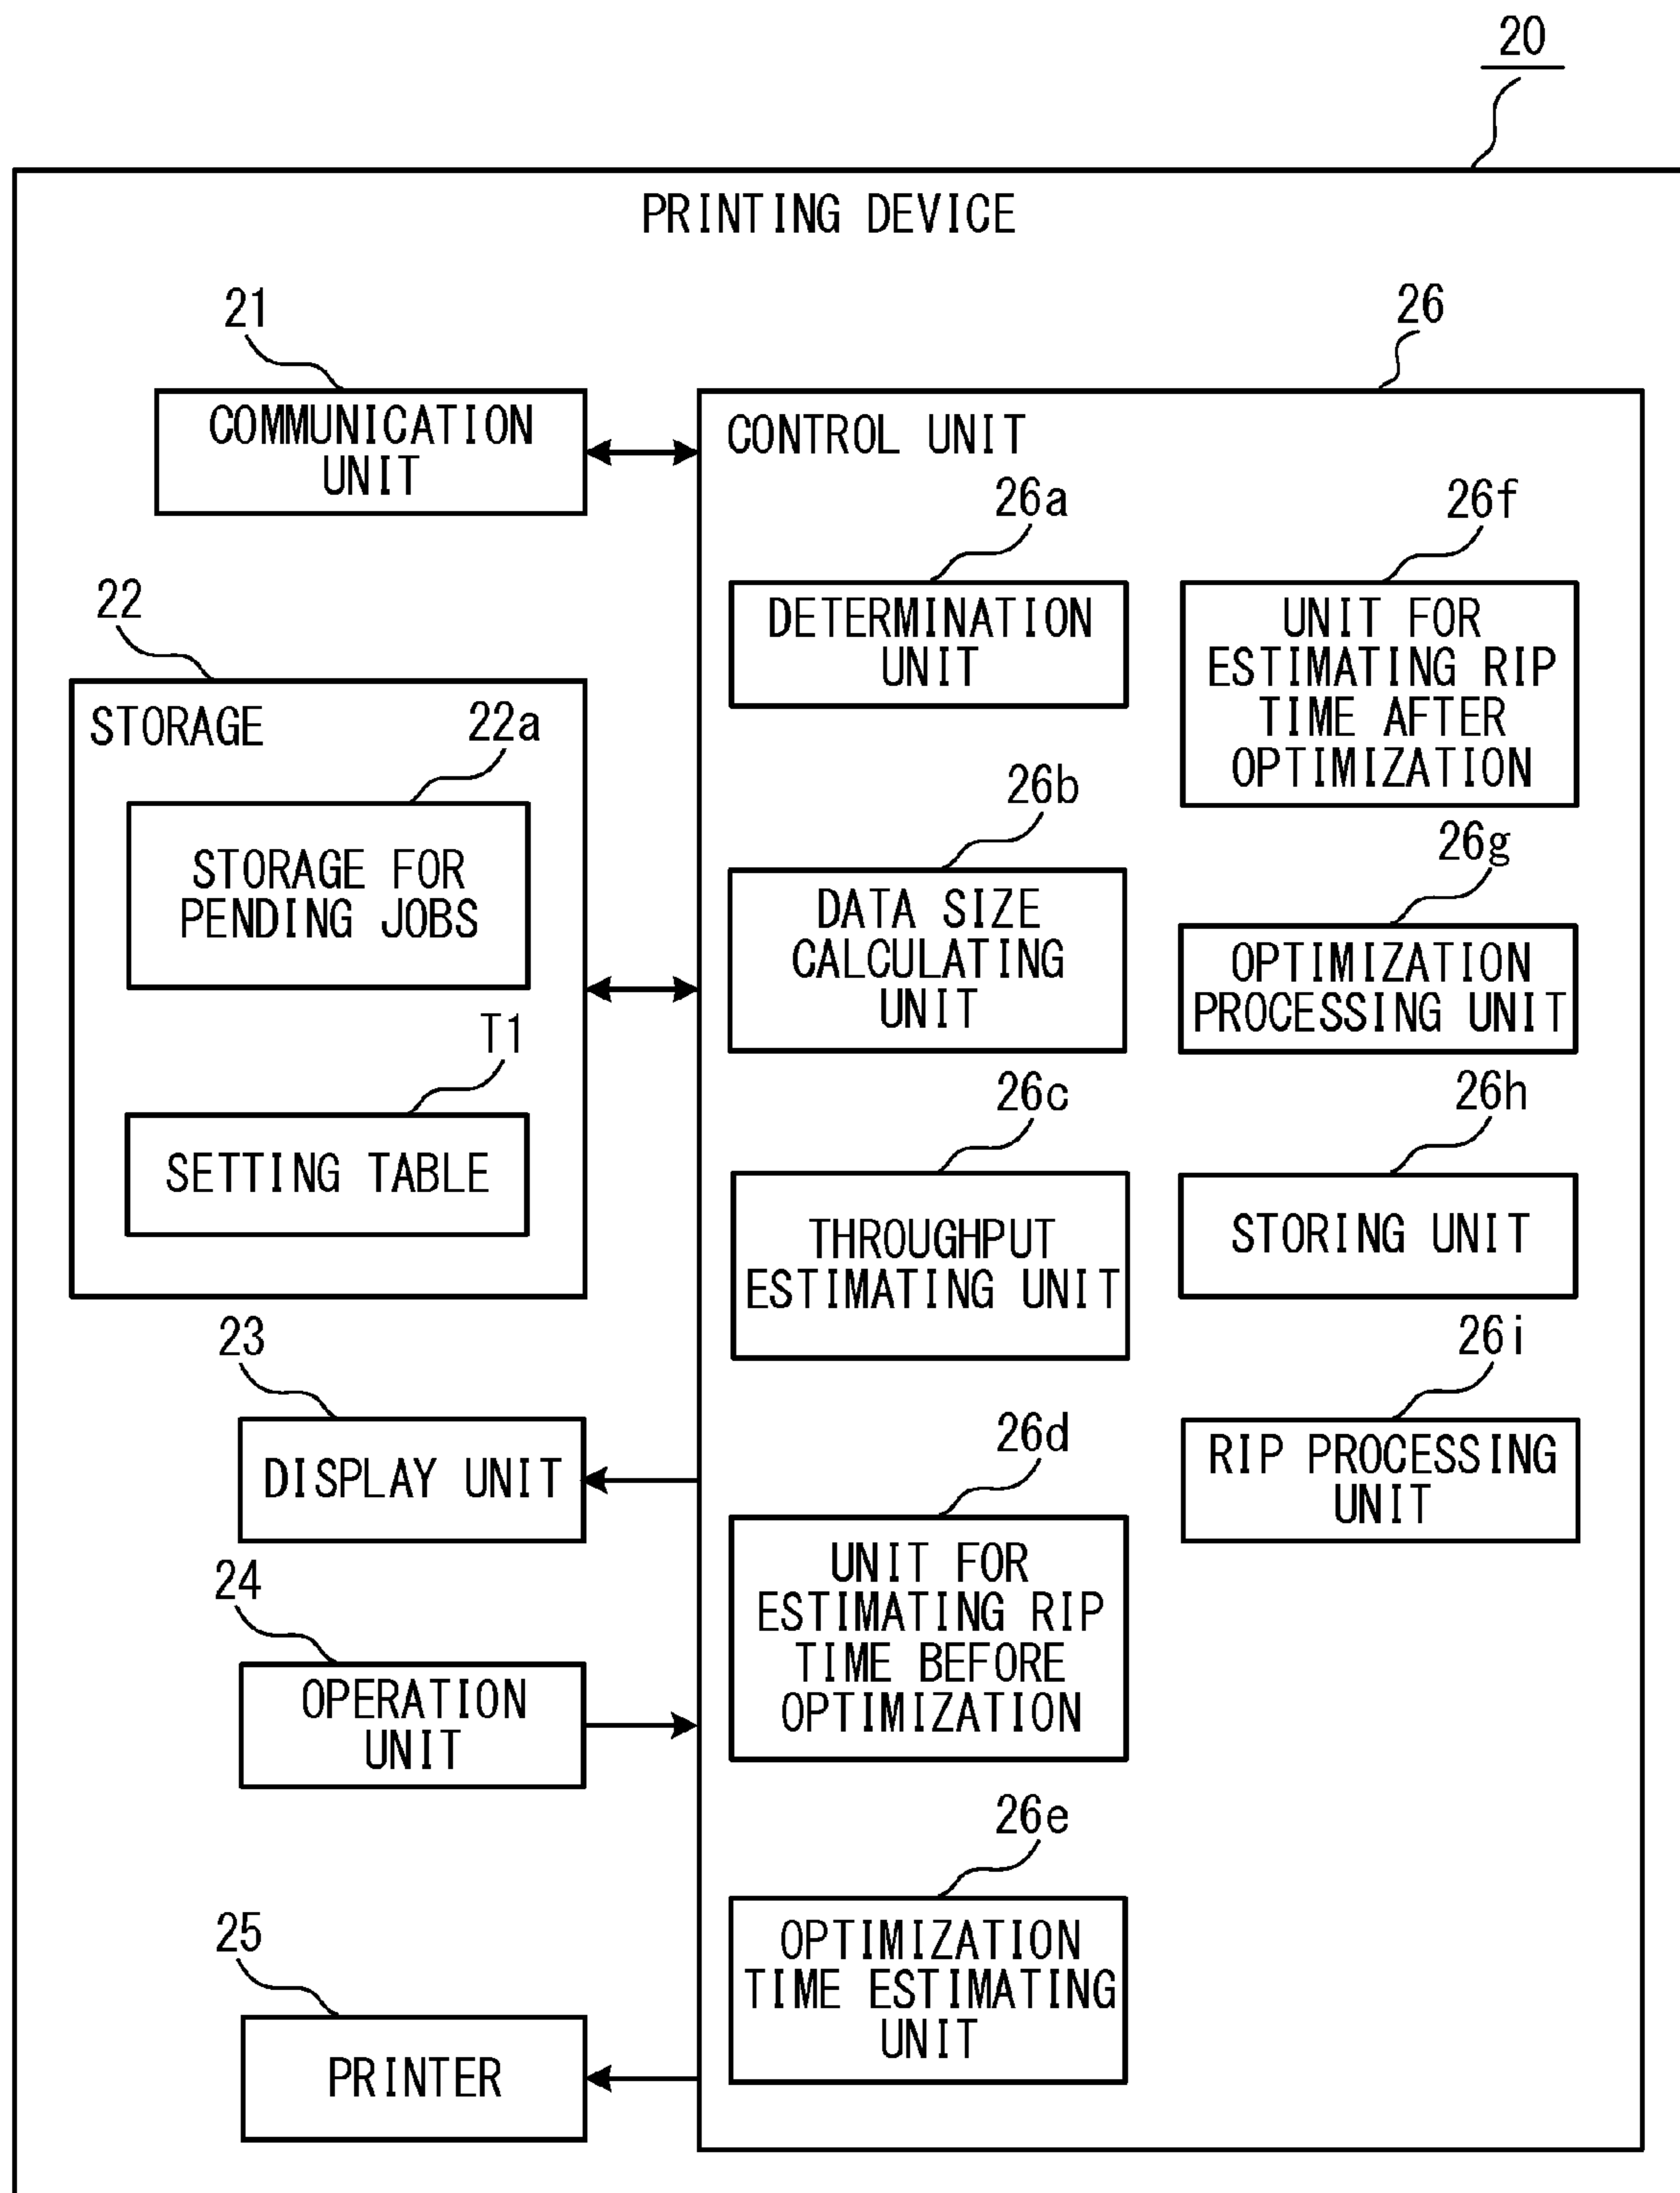 20
PRINTING DEVICE
21
COMMUNICATION
UNIT
22
STORAGE
22a
STORAGE FOR
PENDING JOBS
T1
SETTING TABLE
23
DISPLAY UNIT
24
OPERATION
UNIT
25
PRINTER
26
CONTROL UNIT
26a
DETERMINATION
UNIT
26b
DATA SIZE
CALCULATING
UNIT
26c
THROUGHPUT
ESTIMATING UNIT
26d
UNIT FOR
ESTIMATING RIP
TIME BEFORE
OPTIMIZATION
26e
OPTIMIZATION
TIME ESTIMATING
UNIT
26f
UNIT FOR
ESTIMATING RIP
TIME AFTER
OPTIMIZATION
26g
OPTIMIZATION
PROCESSING UNIT
26h
STORING UNIT
26i
RIP PROCESSING
UNIT